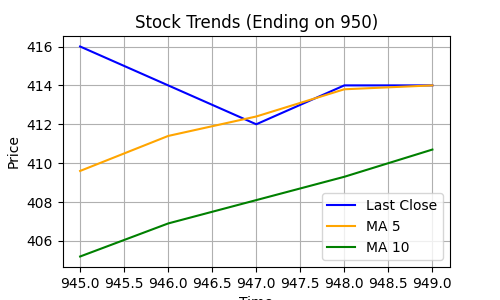 Stock Trends (Ending on 950)
Price
416
414
412
410
408
406
Last Close
MA 5
MA 10
945.0 945.5 946.0 946.5 947.0 947.5 948.0 948.5 949.0
Time